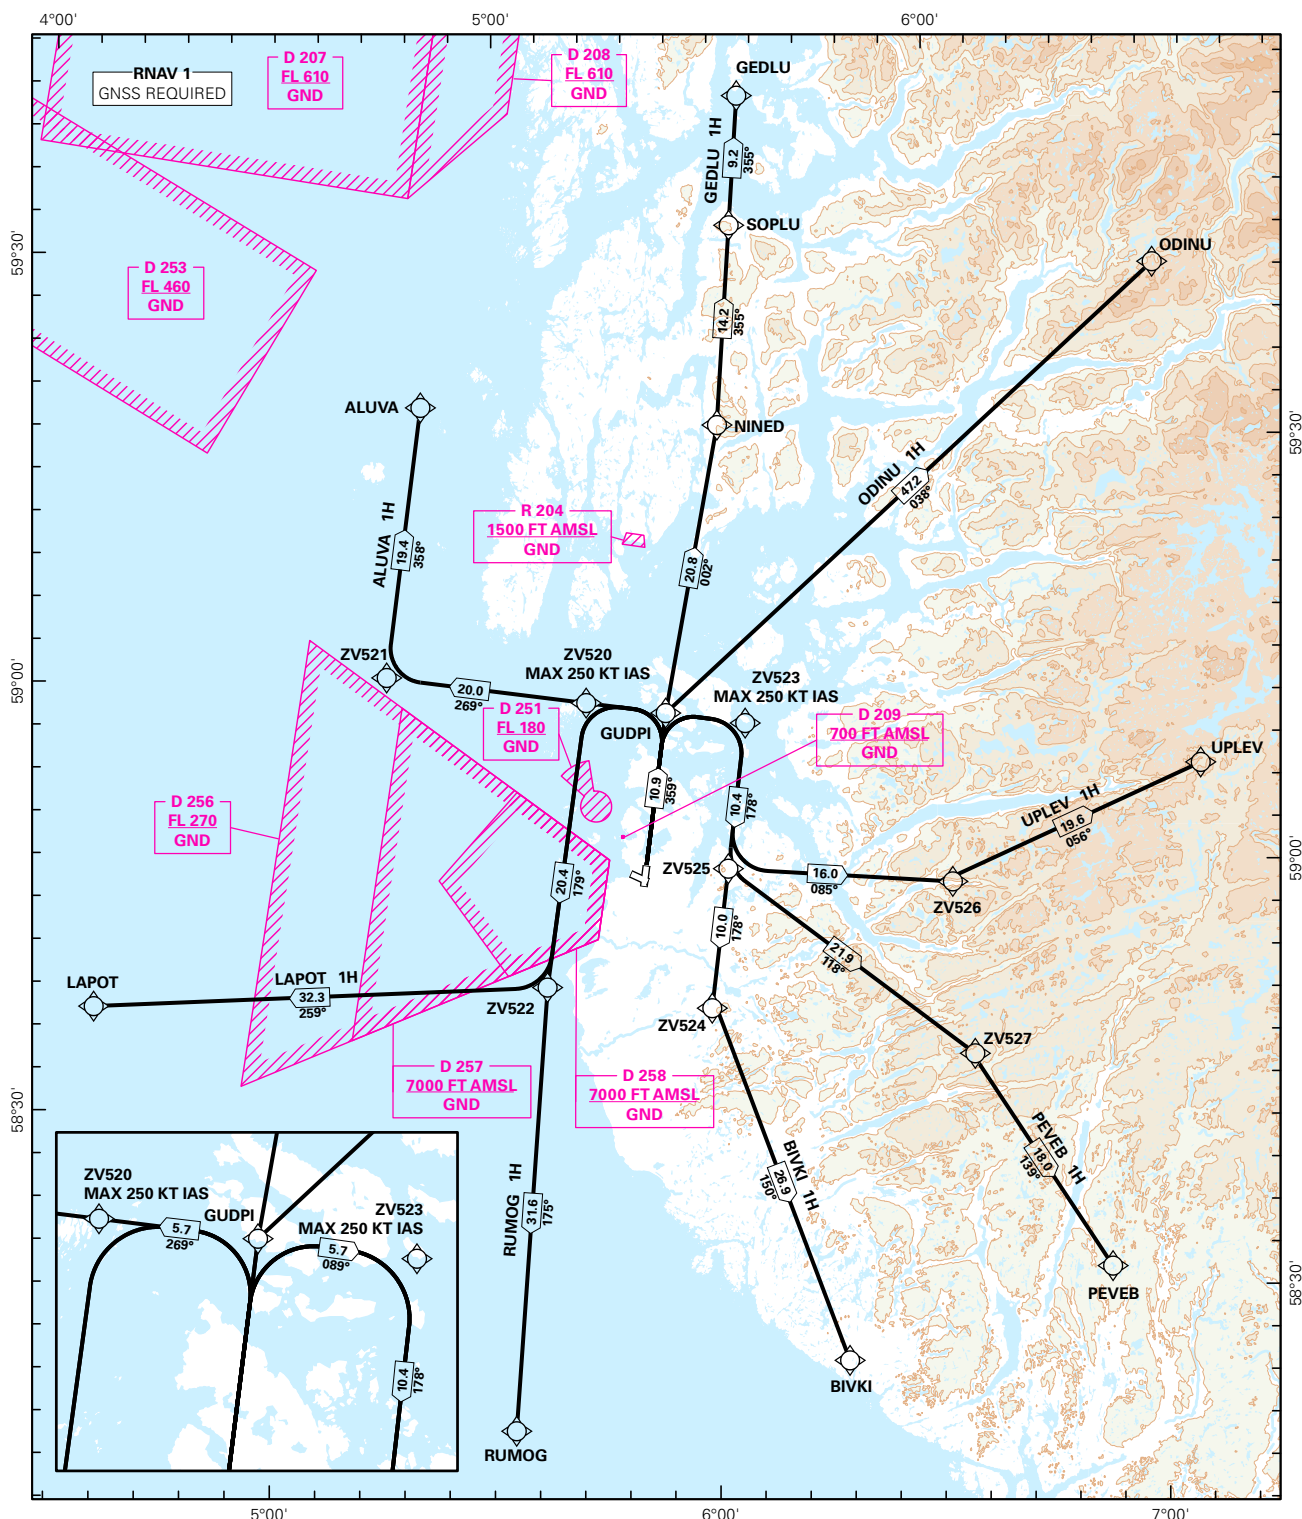 4°00'
5°00'
6°00'
RNAV 1
GNSS REQUIRED
D 207
FL 610
GND
D 208
FL 610
GND
GEDLU
GEDLU 1H
9.2
355°
SOPLU
59°30'
D 253
FL 460
GND
ODINU
14.2
355°
ALUVA
NINED
59°30'
ODINU 1H
47.2
038°
R 204
1500 FT AMSL
GND
ALUVA 1H
19.4
358°
20.8
002°
ZV521
ZV520
MAX 250 KT IAS
ZV523
MAX 250 KT IAS
59°00'
20.0
269°
D 251
FL 180
GND
GUDPI
D 209
700 FT AMSL
GND
UPLEV
10.9
359°
10.4
178°
D 256
FL 270
GND
UPLEV 1H
19.6
056°
59°00'
20.4
179°
ZV525
16.0
085°
ZV526
10.0
178°
21.9
118°
LAPOT
LAPOT 1H
32.3
259°
ZV522
ZV524
ZV527
D 257
7000 FT AMSL
GND
D 258
7000 FT AMSL
GND
58°30'
PEVEB 1H
18.0
139°
BIVKI 1H
26.9
150°
RUMOG 1H
31.6
175°
ZV520
MAX 250 KT IAS
GUDPI
ZV523
MAX 250 KT IAS
5.7
269°
5.7
089°
10.4
178°
58°30'
PEVEB
BIVKI
RUMOG
5°00'
6°00'
7°00'